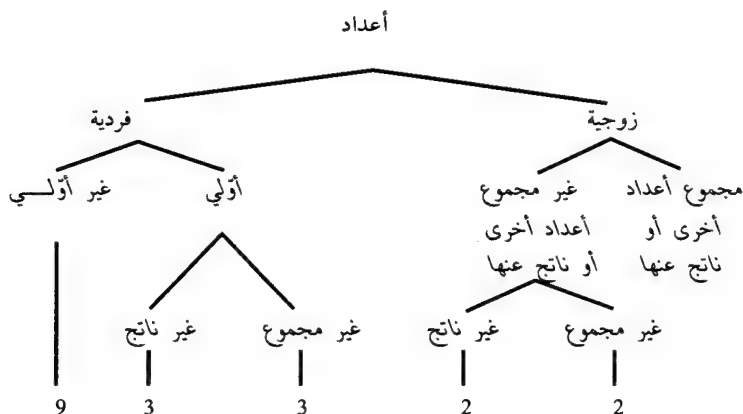 أعداد
زوجية فردية
مجموع أعداد غير مجموع أوّلي غير أوّلـــي
أخرى أو أعداد أخرى
ناتج عنها أو ناتج عنها
غير مجموع غير ناتج غير مجموع غير ناتج
2 2 3 3 9